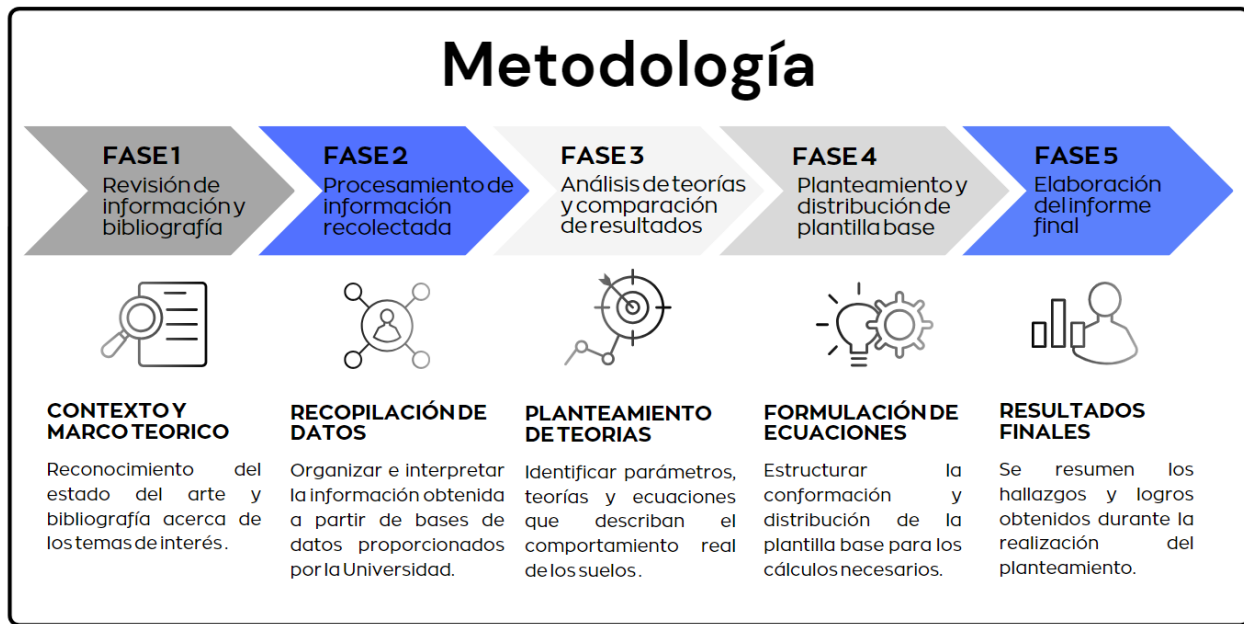 Metodología
FASE 1
Revisión de
información y
bibliografía
FASE 2
Procesamiento de
información
recolectada
FASE 3
Análisis de teorías
y comparación
de resultados
FASE 4
Planteamiento y
distribución de
plantilla base
FASE 5
Elaboración
del informe
final
CONTEXTO Y
MARCO TEORICO
Reconocimiento del
estado del arte y
bibliografía acerca de
los temas de interés.
RECOPILACIÓN DE
DATOS
Organizar e interpretar
la información obtenida
a partir de bases de
datos proporcionados
por la Universidad.
PLANTEAMIENTO
DE TEORIAS
Identificar parámetros,
teorías y ecuaciones
que describan el
comportamiento real
de los suelos.
FORMULACIÓN DE
ECUACIONES
Estructurar la
conformación y
distribución de la
plantilla base para los
cálculos necesarios.
RESULTADOS
FINALES
Se resumen los
hallazgos y logros
obtenidos durante la
realización del
planteamiento.